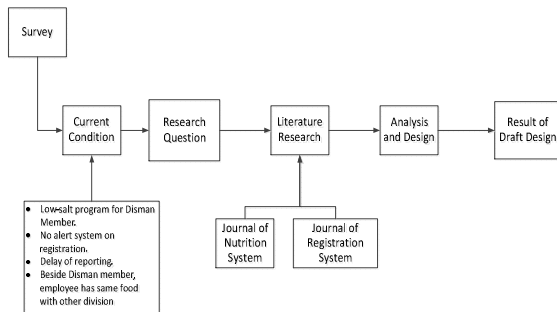 Survey
Current
Condition
Research
Question
Literature
Research
Analysis
and Design
Result of
Draft Design
• Low-salt program for Disman
Member.
• No alert system on
registration.
• Delay of reporting.
• Beside Disman member,
employee has same food
with other division
Journal of
Nutrition
System
Journal of
Registration
System